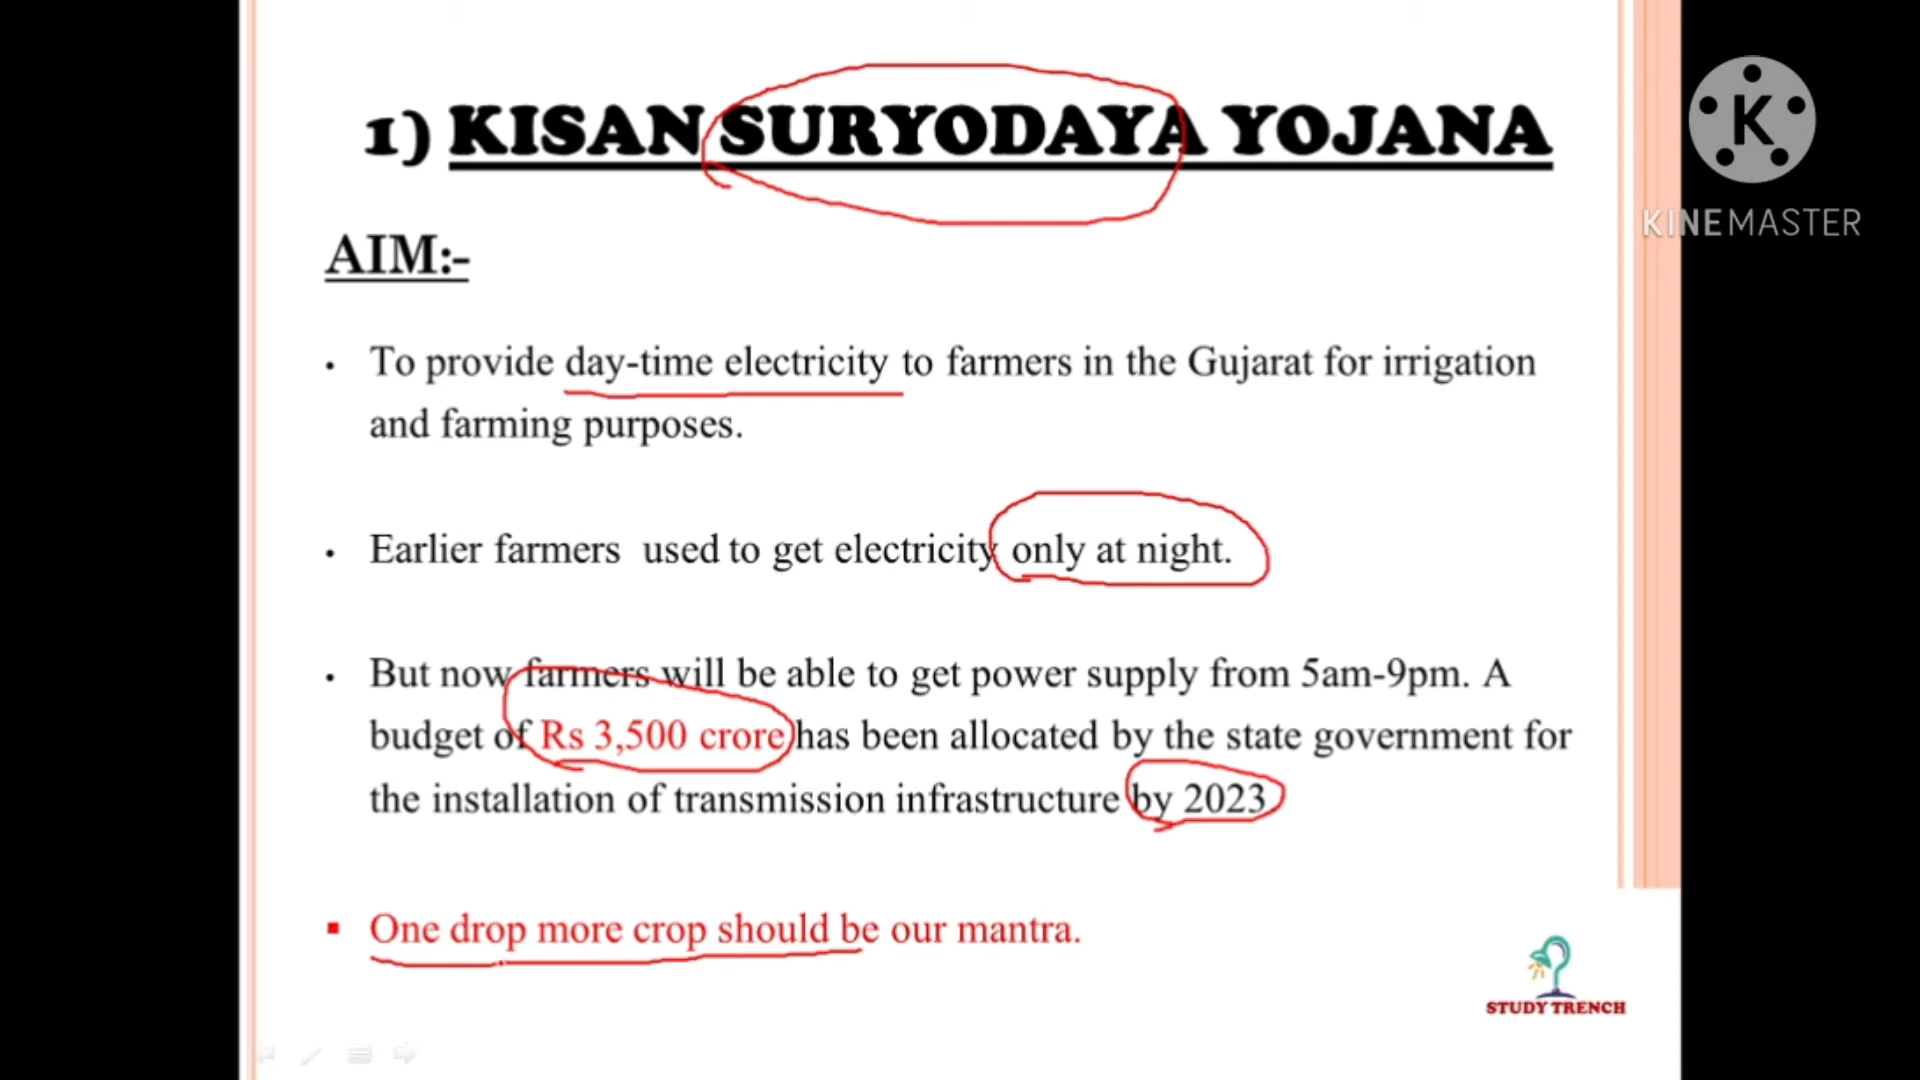 1) KISAN SURYODAYA YOJANA
K
KINEMASTER
AIM:-
• To provide day-time electricity to farmers in the Gujarat for irrigation
and farming purposes.
• Earlier farmers used to get electricity only at night.
• But now farmers will be able to get power supply from 5am-9pm. A
budget of Rs 3,500 crore has been allocated by the state government for
the installation of transmission infrastructure by 2023
▪ One drop more crop should be our mantra.
STUDY TRENCH